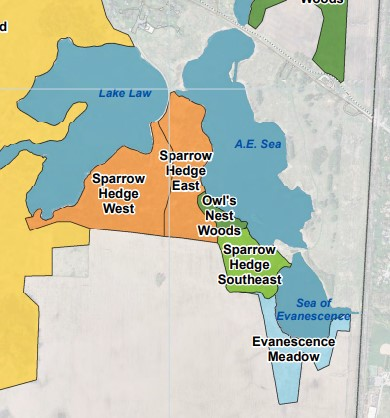 Woods
d
Lake Law
A.E. Sea
Sparrow
Hedge
East
Sparrow
Hedge
West
Owl's
Nest
Woods
Sparrow
Hedge
Southeast
Sea of
Evanescence
Evanescence
Meadow